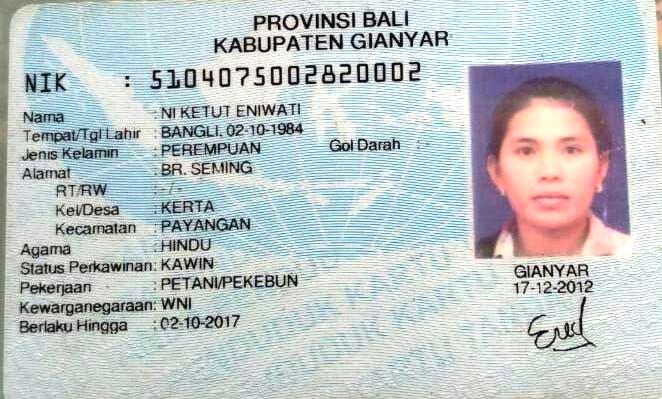 PROVINSI BALI
KABUPATEN GIANYAR
NIK : 5104075002820002
Nama : NI KETUT ENIWATI
Tempat/Tgl Lahir : BANGLI, 02-10-1984
Jenis Kelamin : PEREMPUAN Gol Darah : -
Alamat : BR. SEMING
RT/RW : -/-
Kel/Desa : KERTA
Kecamatan : PAYANGAN
Agama : HINDU
Status Perkawinan: KAWIN
Pekerjaan : PETANI/PEKEBUN
Kewarganegaraan: WNI
Berlaku Hingga : 02-10-2017
GIANYAR
17-12-2012